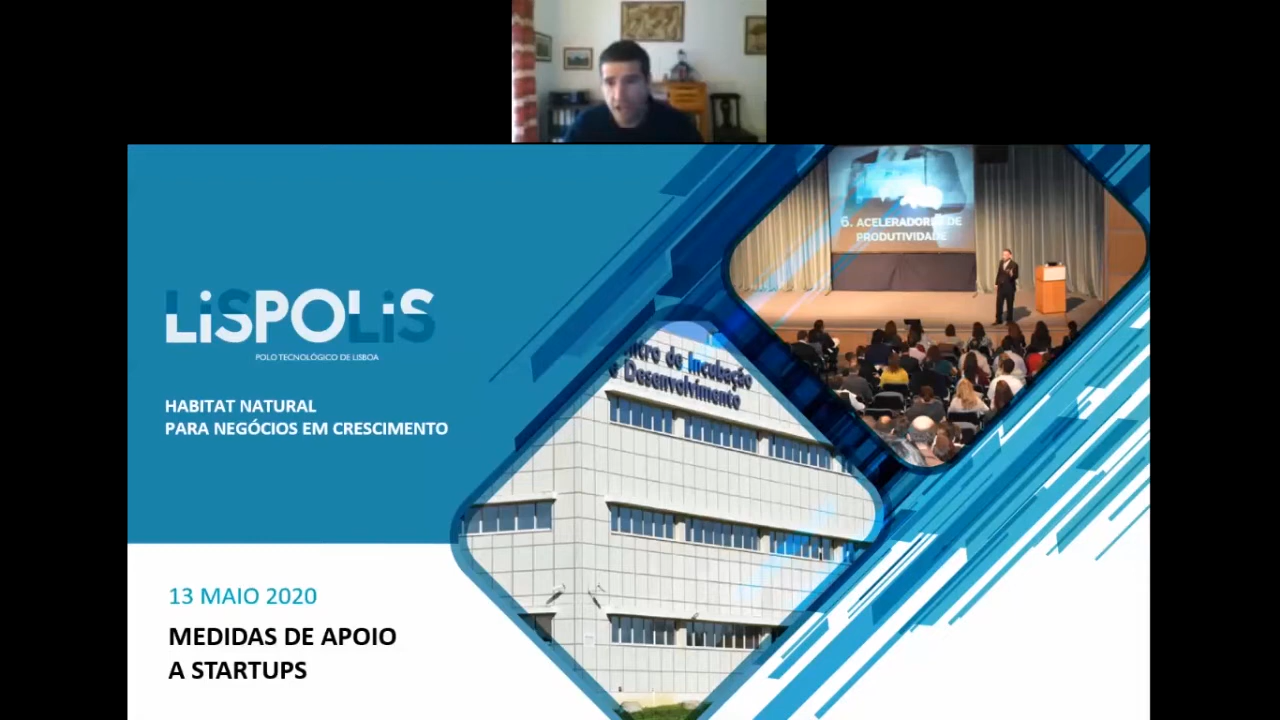 6. ACELERADORES DE
PRODUTIVIDADE
LiSPOLiS
POLO TECNOLÓGICO DE LISBOA
HABITAT NATURAL
PARA NEGÓCIOS EM CRESCIMENTO
de Incubação
e Desenvolvimento
13 MAIO 2020
MEDIDAS DE APOIO
A STARTUPS